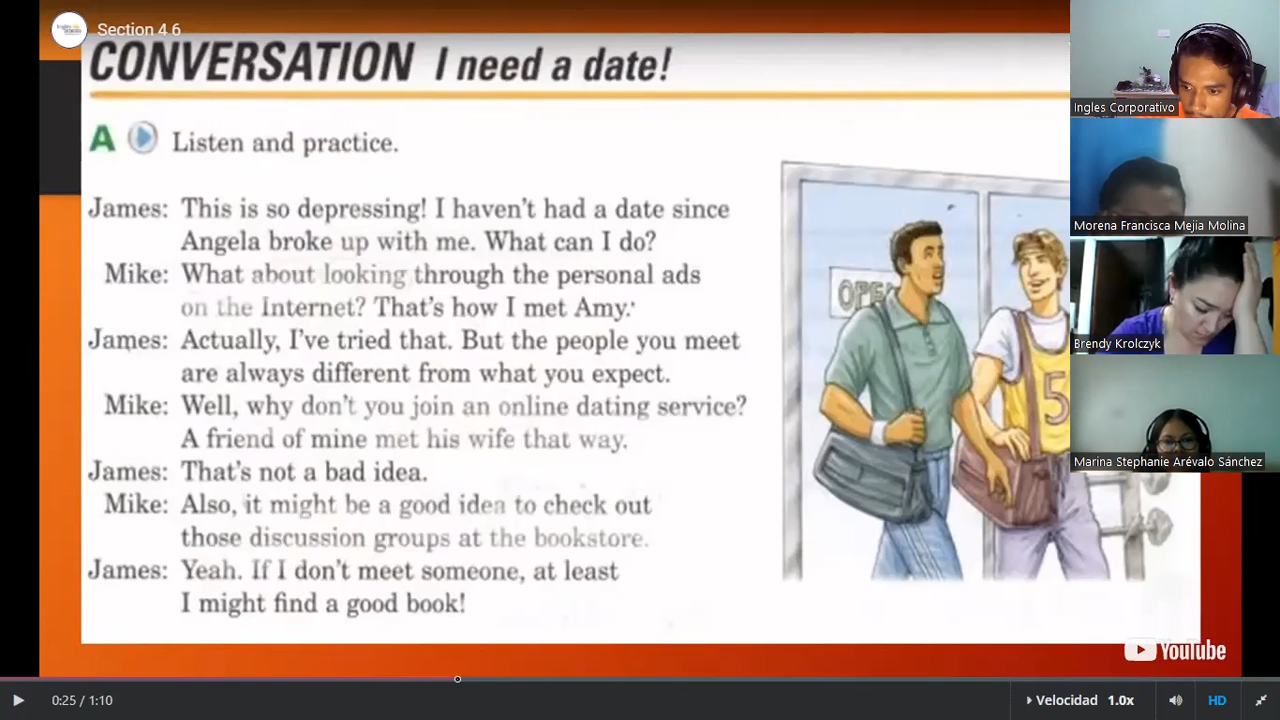 Section 4 6
CONVERSATION I need a date!
A Listen and practice.
James: This is so depressing! I haven't had a date since
Angela broke up with me. What can I do?
Mike: What about looking through the personal ads
on the Internet? That's how I met Amy.
James: Actually, I've tried that. But the people you meet
are always different from what you expect.
Mike: Well, why don't you join an online dating service?
A friend of mine met his wife that way.
James: That's not a bad idea.
Mike: Also, it might be a good idea to check out
those discussion groups at the bookstore.
James: Yeah. If I don't meet someone, at least
I might find a good book!
5
Ingles Corporativo
Morena Francisca Mejia Molina
Brendy Krolczyk
Marina Stephanie Arévalo Sánchez
YouTube
0:25 / 1:10
Velocidad 1.0x
HD